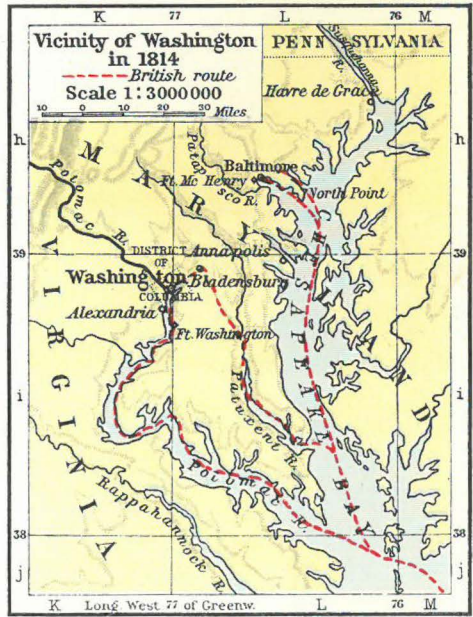 K 77 L 76 M
Vicinity of Washington
in 1814
British route
Scale 1:3000000
10 0 10 20 30
Miles
PENNSYLVANIA
Susquehanna
R.
Havre de Grace
h
h
MARYLAND
Patapsco R.
Baltimore
Ft. Mc Henry
North Point
Potomac R.
39
39
DISTRICT
OF
COLUMBIA
Annapolis
Washington
Bladensburg
Alexandria
Ft. Washington
VIRGINIA
CHESAPEAKE BAY
i
i
Patuxent R.
Potomac R.
Rappahannock R.
38
38
j
j
K Long. West 77 of Greenw. L 76 M